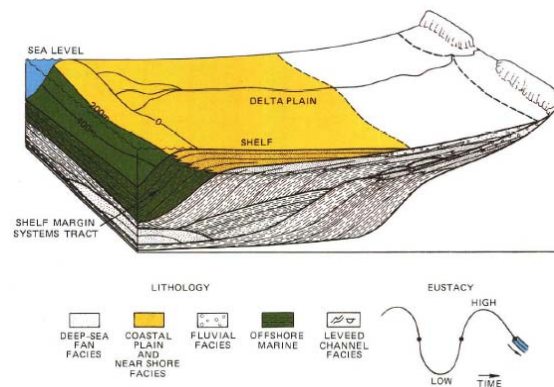 SEA LEVEL
200m
400m
0
DELTA PLAIN
SHELF
SHELF MARGIN
SYSTEMS TRACT
LITHOLOGY
DEEP-SEA
FAN
FACIES
COASTAL
PLAIN
AND
NEAR SHORE
FACIES
FLUVIAL
FACIES
OFFSHORE
MARINE
LEVEED
CHANNEL
FACIES
EUSTACY
HIGH
LOW
TIME